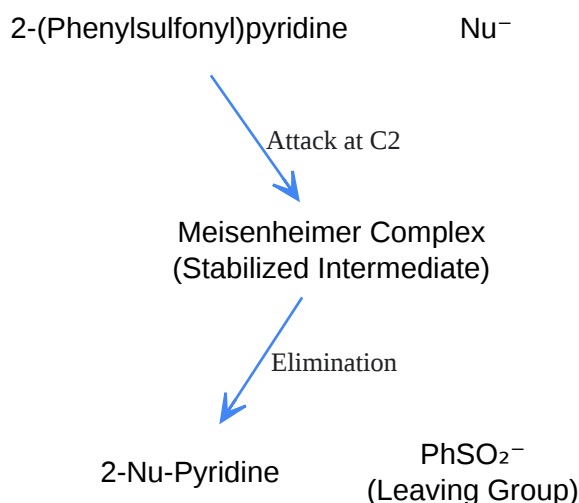 2-(Phenylsulfonyl)pyridine
Nu⁻
Attack at C2
Meisenheimer Complex
(Stabilized Intermediate)
Elimination
2-Nu-Pyridine
PhSO₂⁻
(Leaving Group)